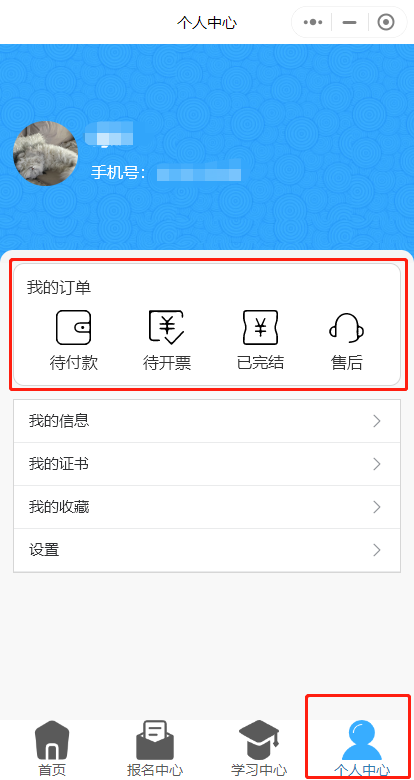 个人中心
手机号：
我的订单
待付款 待开票 已完结 售后
我的信息
我的证书
我的收藏
设置
首页 报名中心 学习中心 个人中心